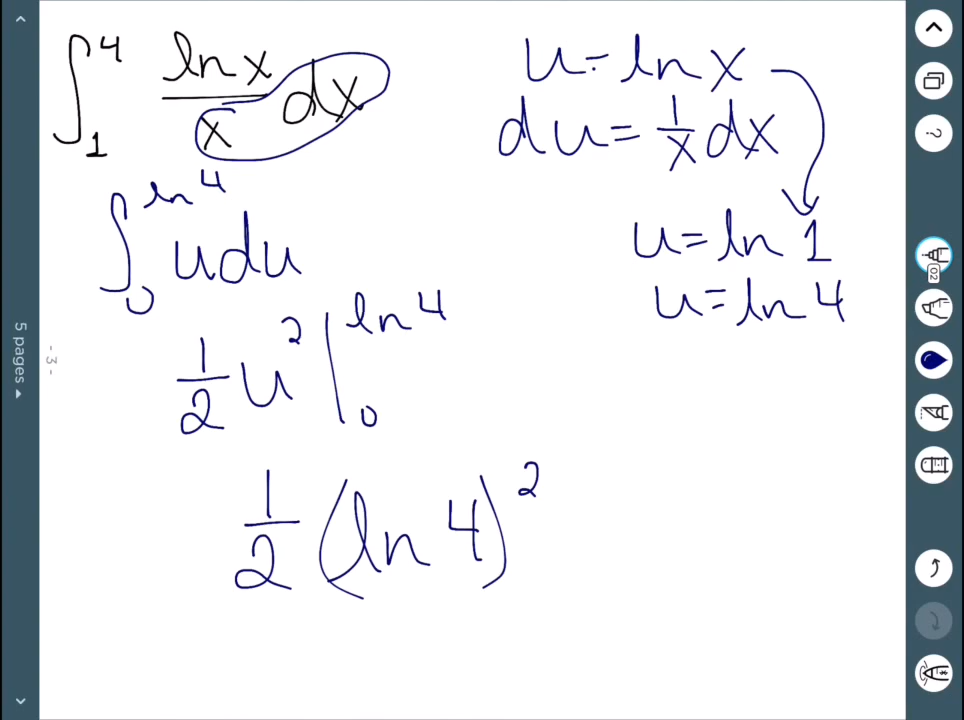 ∫₁⁴ ln x / x dx
u = ln x
du = 1/x dx
u = ln 1
u = ln 4
∫₀^(ln 4) u du
1/2 u² |₀^(ln 4)
1/2 (ln 4)²
5 pages
- 3 -
02